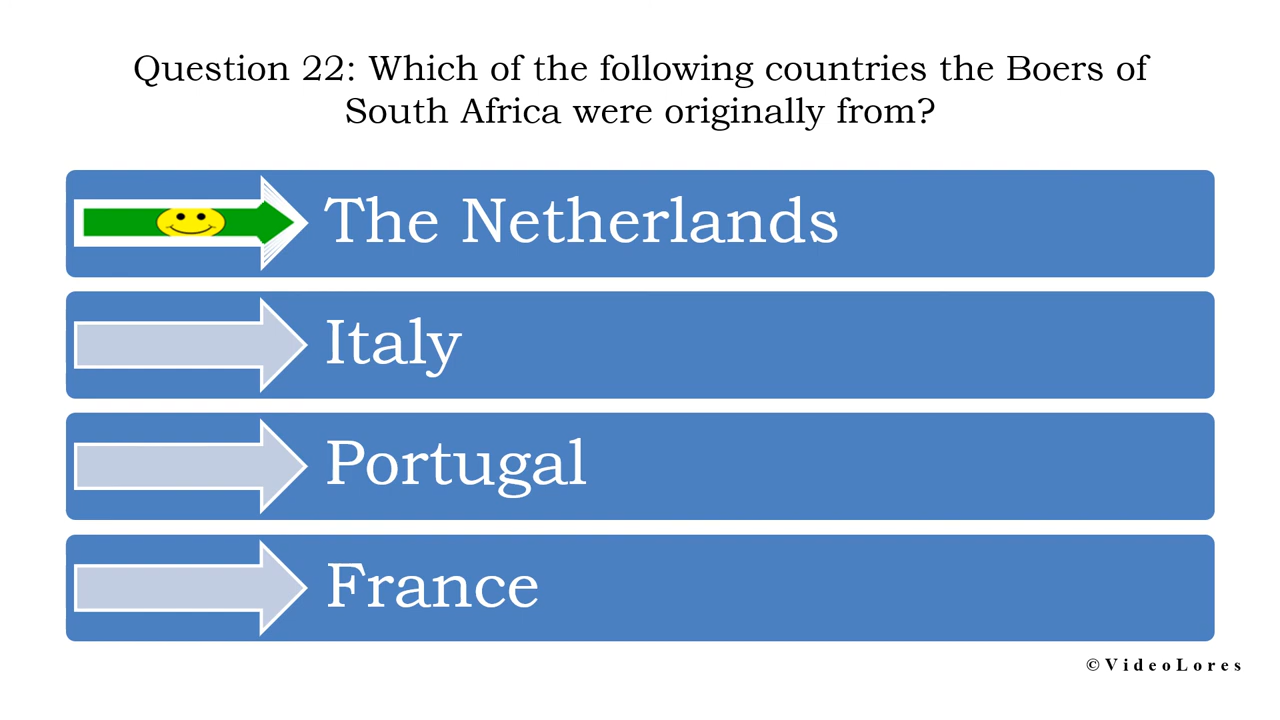 Question 22: Which of the following countries the Boers of
South Africa were originally from?
The Netherlands
Italy
Portugal
France
©VideoLores